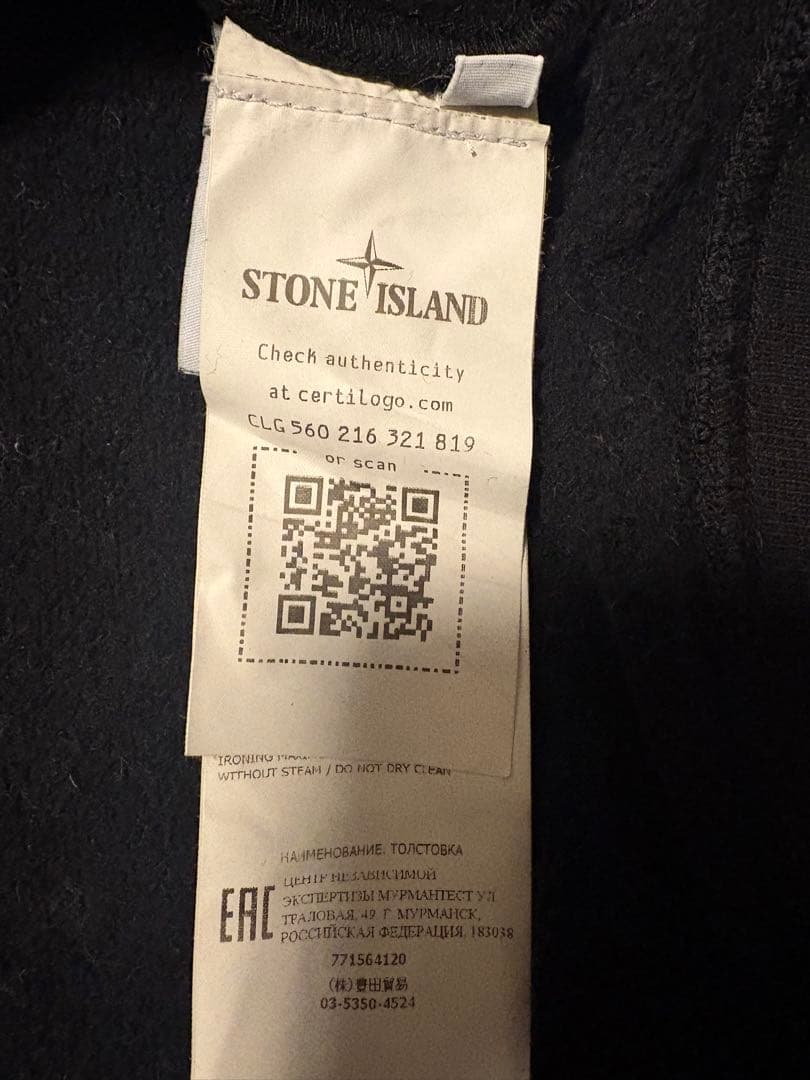 STONE ISLAND
Check authenticity
at certilogo.com
CLG 560 216 321 819
or scan
IRONING
WITHOUT STEAM / DO NOT DRY CLEAN
НАИМЕНОВАНИЕ: ТОЛСТОВКА
ЦЕНТР НЕЗАВИСИМОЙ
ЭКСПЕРТИЗЫ МУРМАНТЕСТ УЛ.
ТРАЛОВАЯ, 49, Г. МУРМАНСК,
РОССИЙСКАЯ ФЕДЕРАЦИЯ, 183038
EAC
771564120
(株)豊田貿易
03-5350-4524